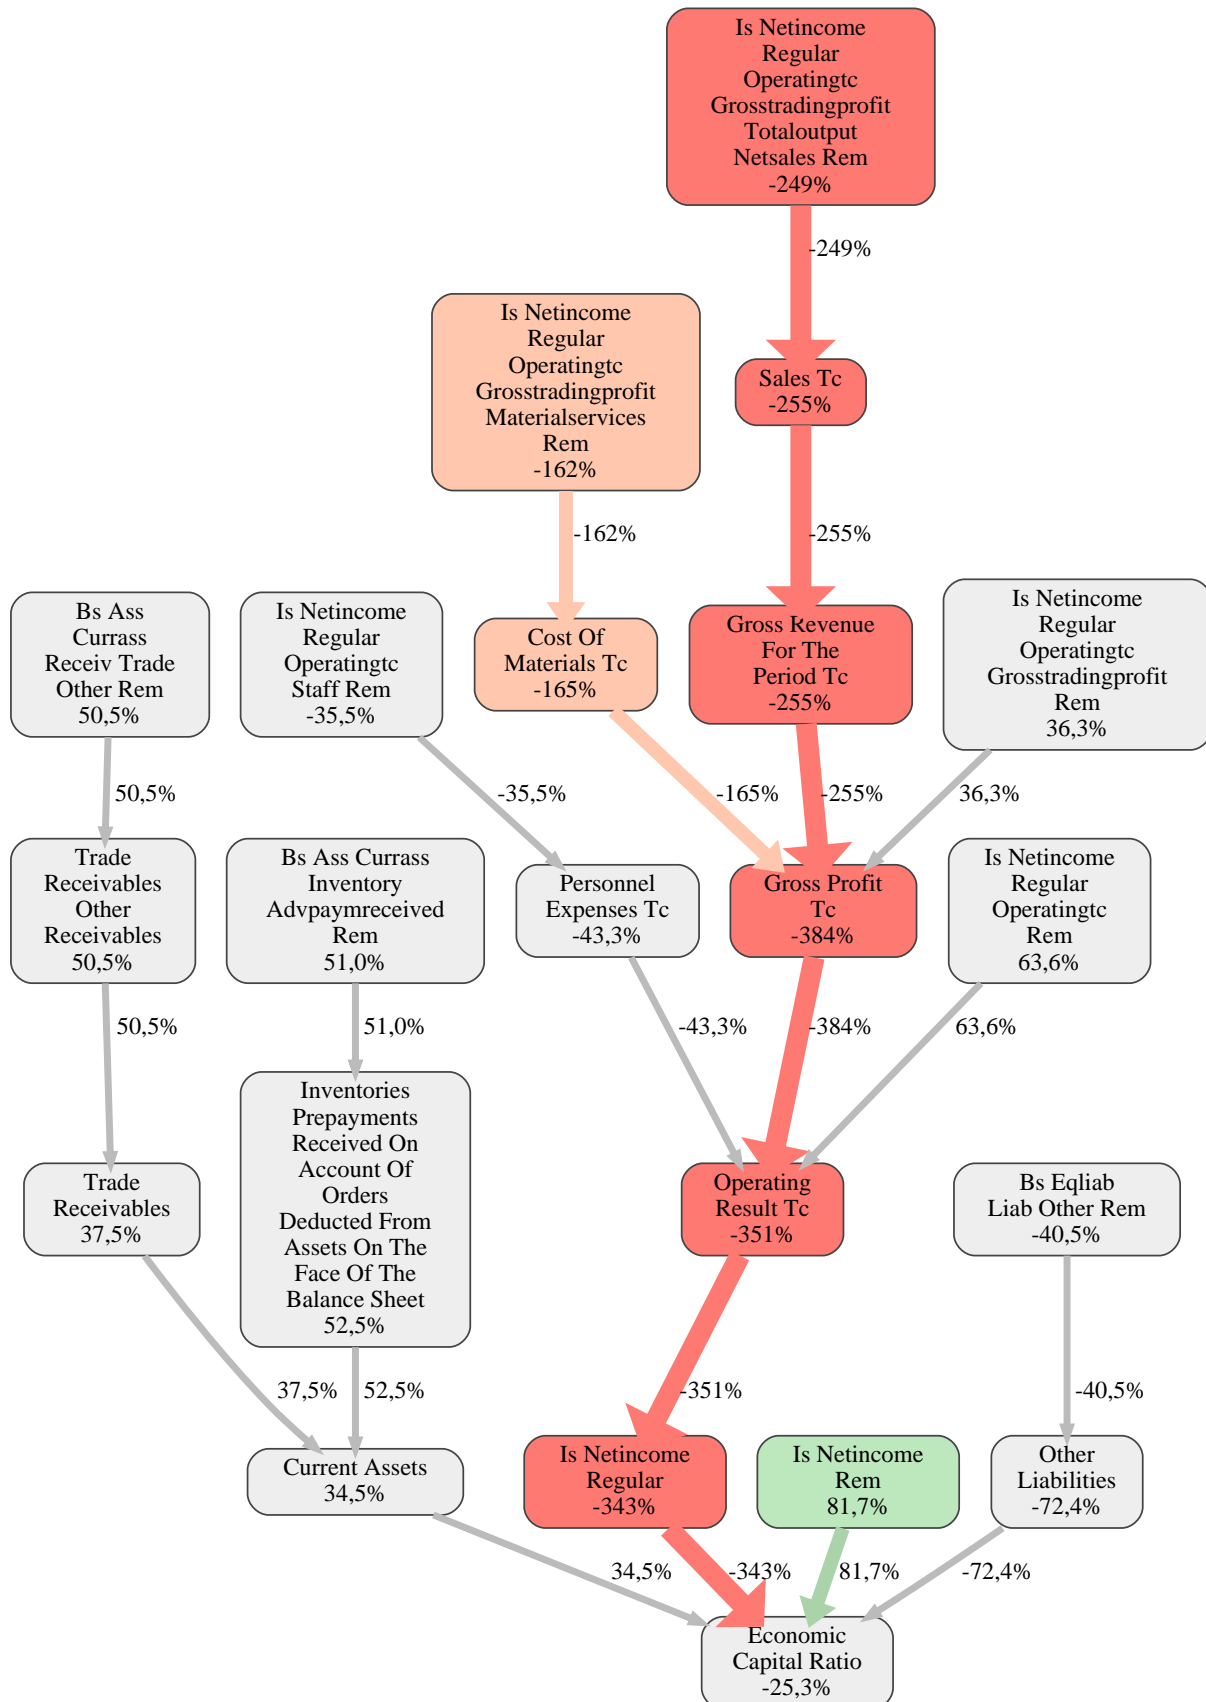 Is Netincome
Regular
Operatingtc
Grosstradingprofit
Totaloutput
Netsales Rem
-249%
-249%
Is Netincome
Regular
Operatingtc
Grosstradingprofit
Materialservices
Rem
-162%
Sales Tc
-255%
-162%
-255%
Bs Ass
Currass
Receiv Trade
Other Rem
50,5%
Is Netincome
Regular
Operatingtc
Staff Rem
-35,5%
Cost Of
Materials Tc
-165%
Gross Revenue
For The
Period Tc
-255%
Is Netincome
Regular
Operatingtc
Grosstradingprofit
Rem
36,3%
50,5%
-35,5%
-165%
-255%
36,3%
Trade
Receivables
Other
Receivables
50,5%
Bs Ass Currass
Inventory
Advpaymreceived
Rem
51,0%
Personnel
Expenses Tc
-43,3%
Gross Profit
Tc
-384%
Is Netincome
Regular
Operatingtc
Rem
63,6%
50,5%
51,0%
-43,3%
-384%
63,6%
Trade
Receivables
37,5%
Inventories
Prepayments
Received On
Account Of
Orders
Deducted From
Assets On The
Face Of The
Balance Sheet
52,5%
Operating
Result Tc
-351%
Bs Eqliab
Liab Other Rem
-40,5%
37,5%
52,5%
-351%
-40,5%
Current Assets
34,5%
Is Netincome
Regular
-343%
Is Netincome
Rem
81,7%
Other
Liabilities
-72,4%
34,5%
-343%
81,7%
-72,4%
Economic
Capital Ratio
-25,3%